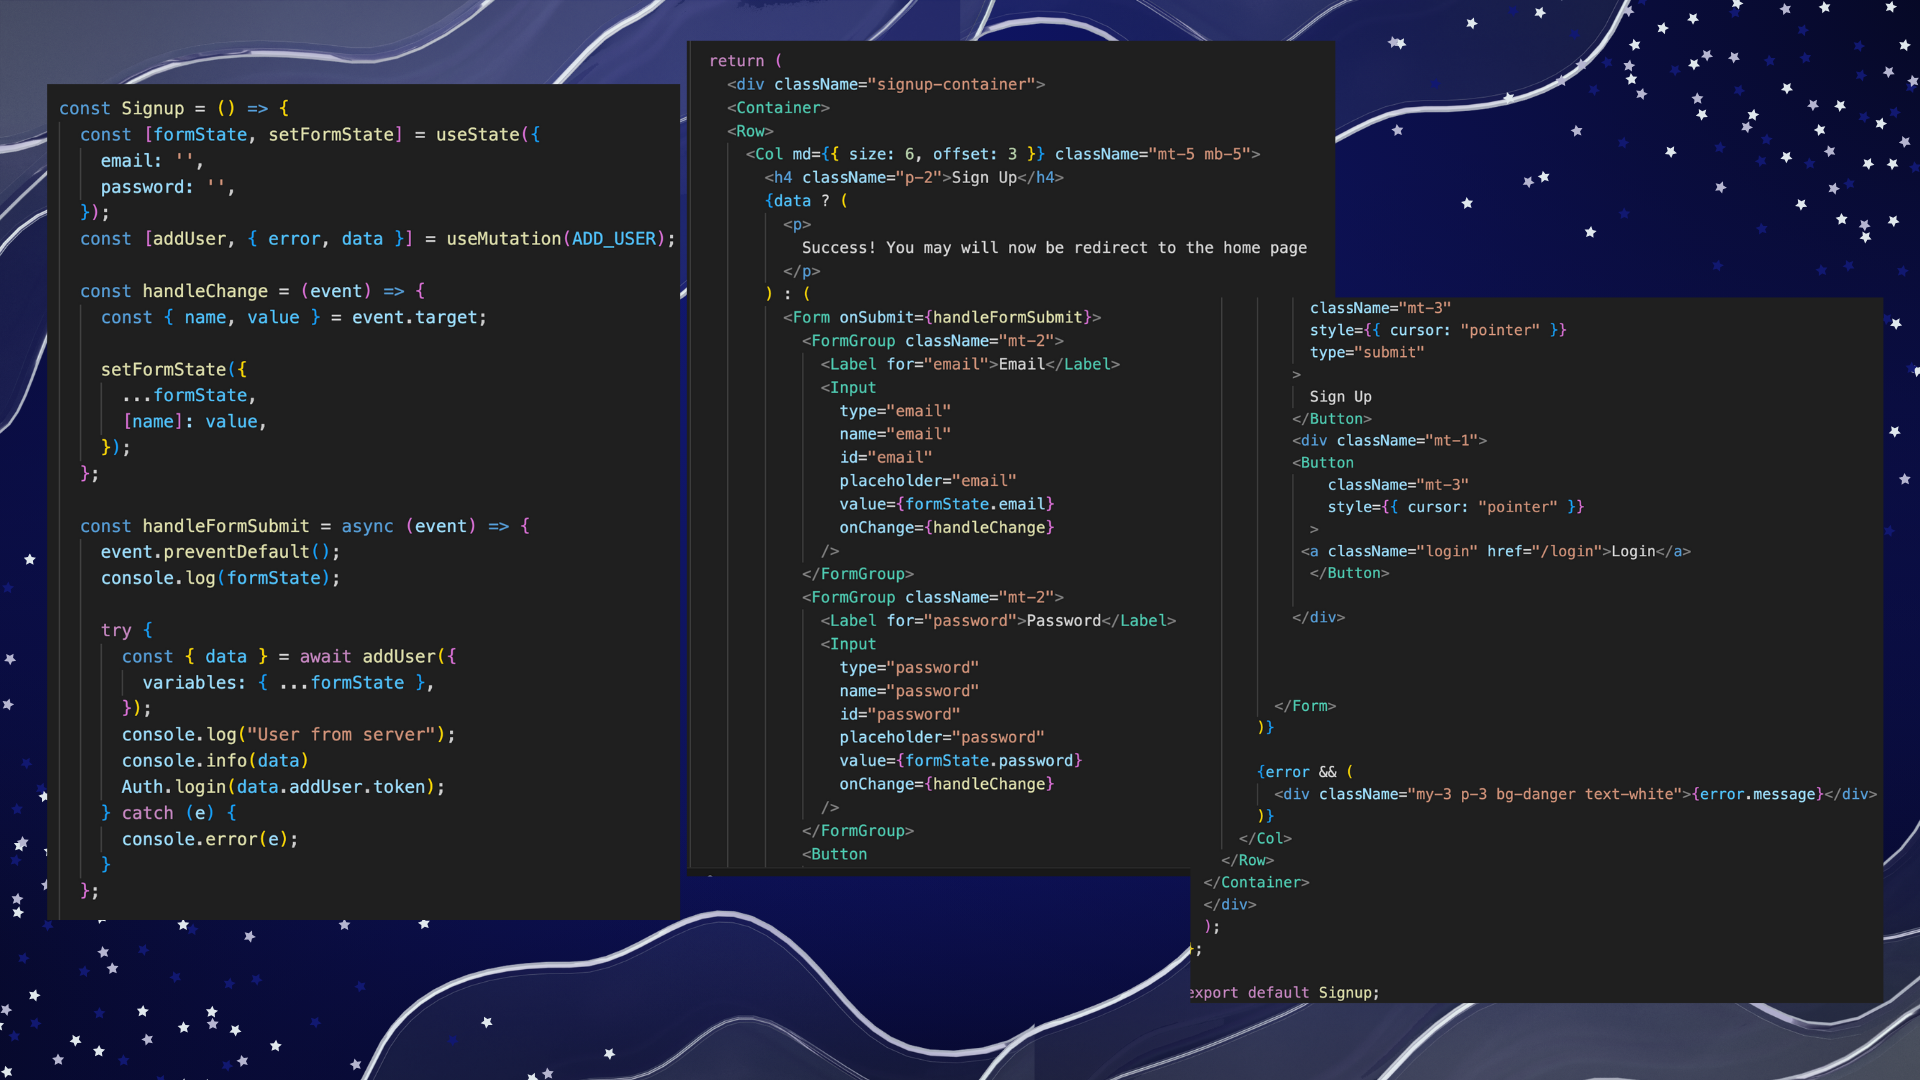 const Signup = () => {
const [formState, setFormState] = useState({
email: '',
password: '',
});
const [addUser, { error, data }] = useMutation(ADD_USER);
const handleChange = (event) => {
const { name, value } = event.target;
setFormState({
...formState,
[name]: value,
});
};
const handleFormSubmit = async (event) => {
event.preventDefault();
console.log(formState);
try {
const { data } = await addUser({
variables: { ...formState },
});
console.log("User from server");
console.info(data)
Auth.login(data.addUser.token);
} catch (e) {
console.error(e);
}
};
return (
<div className="signup-container">
<Container>
<Row>
<Col md={{ size: 6, offset: 3 }} className="mt-5 mb-5">
<h4 className="p-2">Sign Up</h4>
{data ? (
<p>
Success! You may will now be redirect to the home page
</p>
) : (
<Form onSubmit={handleFormSubmit}>
<FormGroup className="mt-2">
<Label for="email">Email</Label>
<Input
type="email"
name="email"
id="email"
placeholder="email"
value={formState.email}
onChange={handleChange}
/>
</FormGroup>
<FormGroup className="mt-2">
<Label for="password">Password</Label>
<Input
type="password"
name="password"
id="password"
placeholder="password"
value={formState.password}
onChange={handleChange}
/>
</FormGroup>
<Button
className="mt-3"
style={{ cursor: "pointer" }}
type="submit"
>
Sign Up
</Button>
<div className="mt-1">
<Button
className="mt-3"
style={{ cursor: "pointer" }}
>
<a className="login" href="/login">Login</a>
</Button>
</div>
</Form>
)}
{error && (
<div className="my-3 p-3 bg-danger text-white">{error.message}</div>
)}
</Col>
</Row>
</Container>
</div>
);
};
export default Signup;